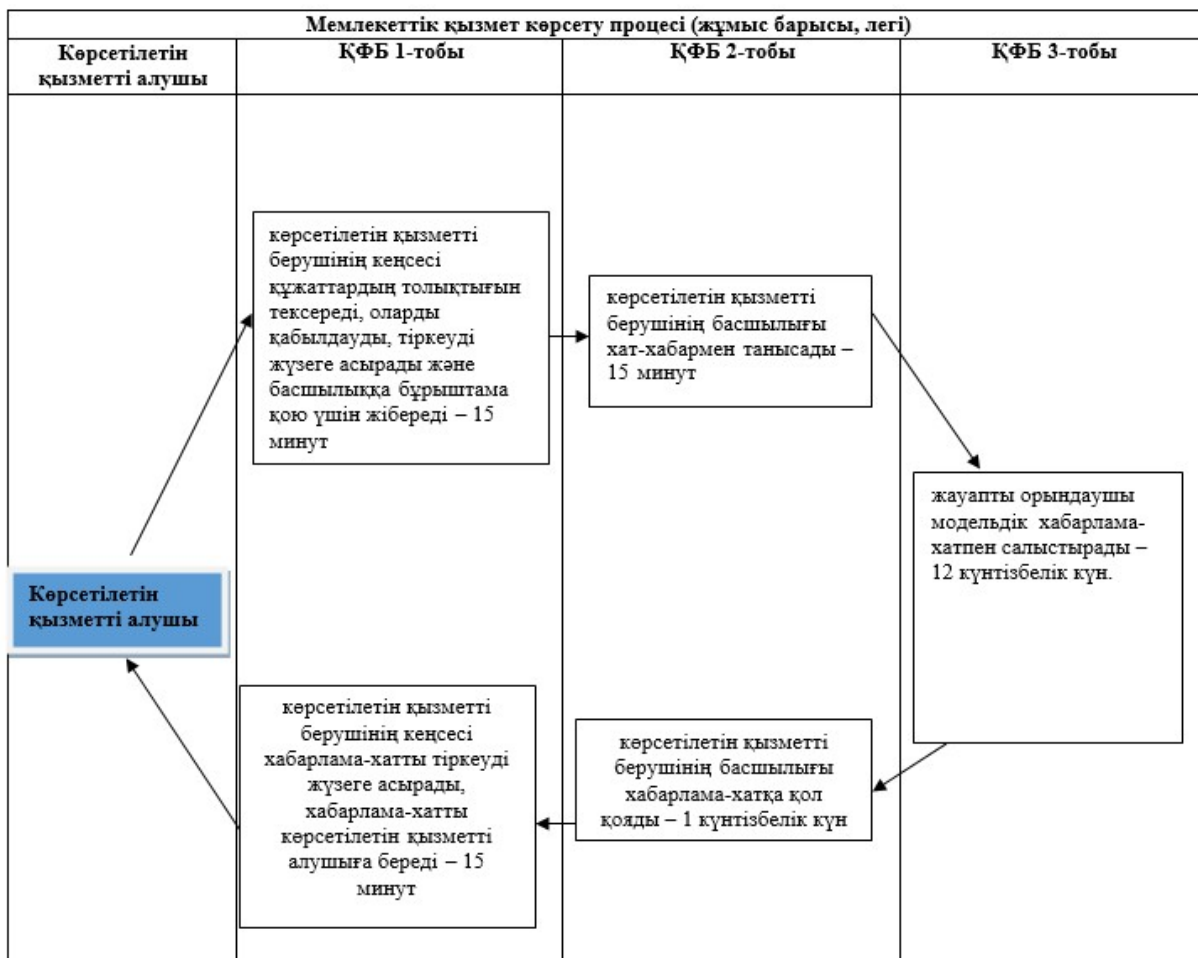 Мемлекеттік қызмет көрсету процесі (жұмыс барысы, легі)
Көрсетілетін
қызметті алушы
ҚФБ 1-тобы
ҚФБ 2-тобы
ҚФБ 3-тобы
көрсетілетін қызметті
берушінің кеңсесі
құжаттардың толықтығын
тексереді, оларды
қабылдауды, тіркеуді
жүзеге асырады және
басшылыққа бұрыштама
қою үшін жібереді – 15
минут
көрсетілетін қызметті
берушінің басшылығы
хат-хабармен танысады –
15 минут
жауапты орындаушы
модельдік хабарлама-
хатпен салыстырады –
12 күнтізбелік күн.
Көрсетілетін
қызметті алушы
көрсетілетін қызметті
берушінің кеңсесі
хабарлама-хатты тіркеуді
жүзеге асырады,
хабарлама-хатты
көрсетілетін қызметті
алушыға береді – 15
минут
көрсетілетін қызметті
берушінің басшылығы
хабарлама-хатқа қол
қояды – 1 күнтізбелік күн